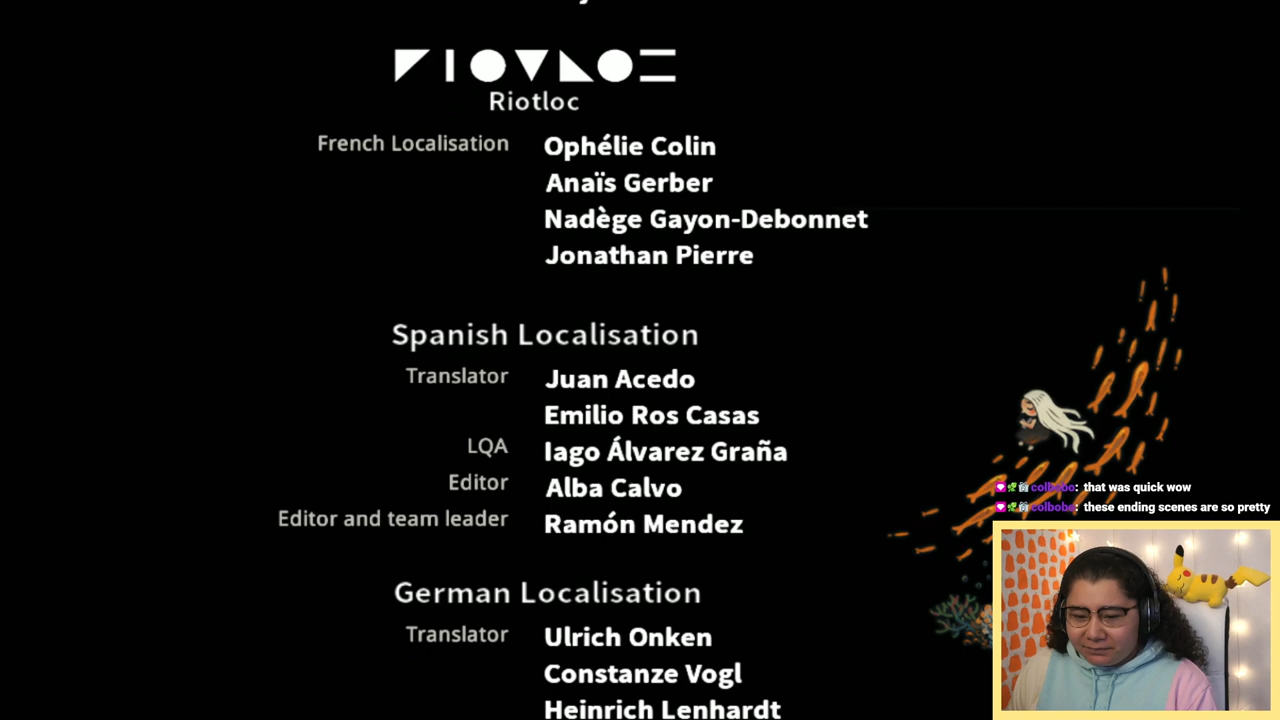 Riotloc
French Localisation Ophélie Colin
Anaïs Gerber
Nadège Gayon-Debonnet
Jonathan Pierre
Spanish Localisation
Translator Juan Acedo
Emilio Ros Casas
LQA Iago Álvarez Graña
Editor Alba Calvo
Editor and team leader Ramón Mendez
German Localisation
Translator Ulrich Onken
Constanze Vogl
Heinrich Lenhardt
colbobo: that was quick wow
colbobo: these ending scenes are so pretty